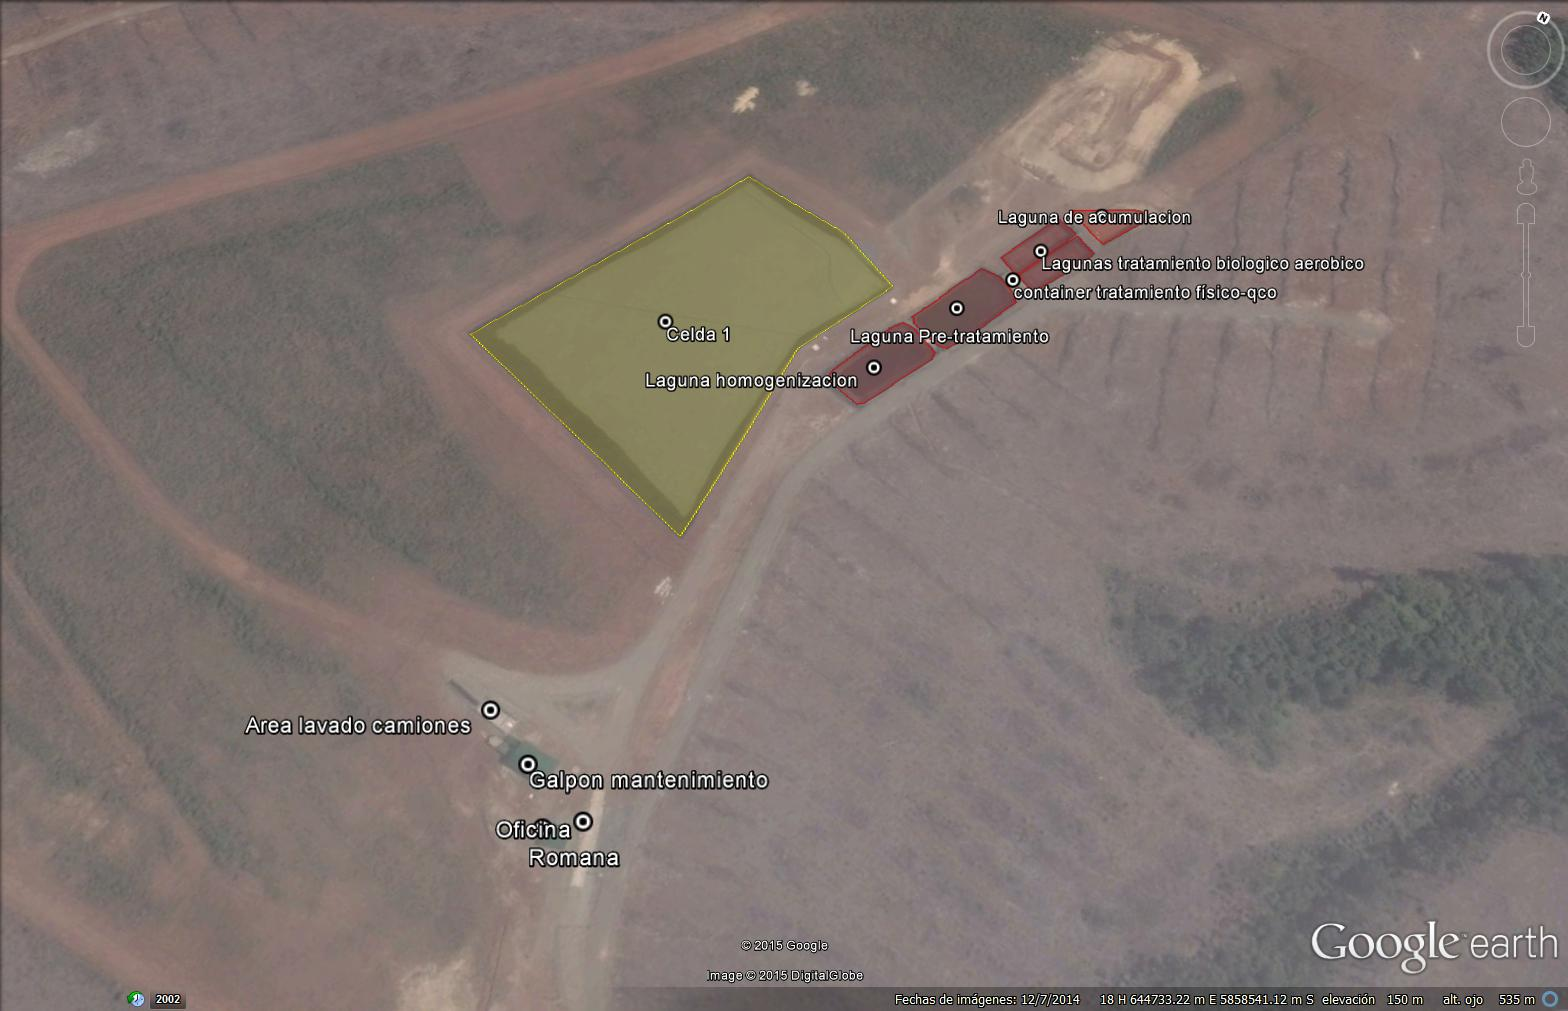 N
Laguna de acumulacion
Lagunas tratamiento biologico aerobico
container tratamiento físico-qco
Celda 1
Laguna Pre-tratamiento
Laguna homogenizacion
Area lavado camiones
Galpon mantenimiento
Oficina
Romana
© 2015 Google
Image © 2015 DigitalGlobe
Google earth
2002
Fechas de imágenes: 12/7/2014 18 H 644733.22 m E 5858541.12 m S elevación 150 m alt. ojo 535 m